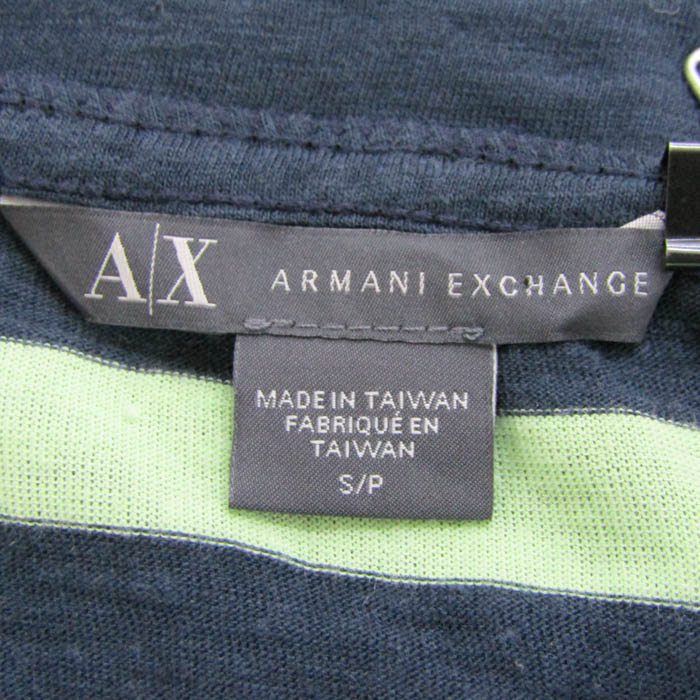 A|X ARMANI EXCHANGE
MADE IN TAIWAN
FABRIQUÉ EN
TAIWAN
S/P